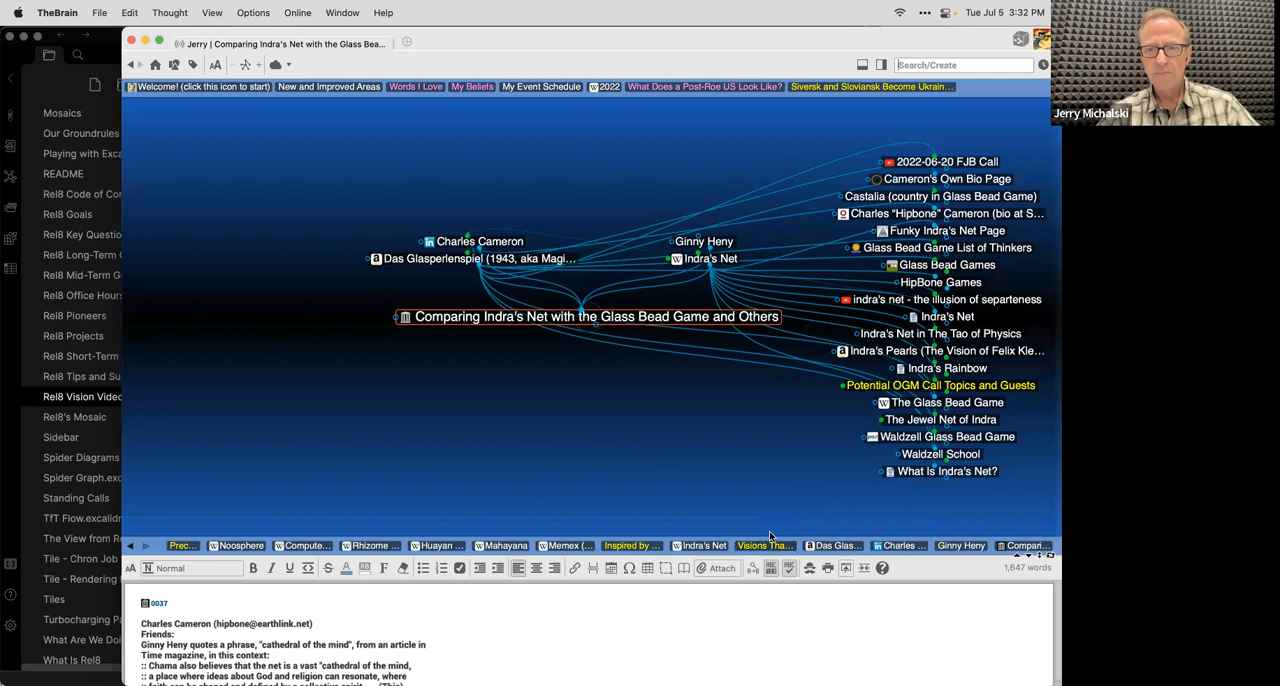 TheBrain File Edit Thought View Options Online Window Help
Tue Jul 5 3:32 PM
Jerry | Comparing Indra's Net with the Glass Bea...
AA
Search/Create
Welcome! (click this icon to start) New and Improved Areas Words I Love My Beliefs My Event Schedule W 2022 What Does a Post-Roe US Look Like? Siversk and Sloviansk Become Ukrain...
Jerry Michalski
Mosaics
Our Groundrules
Playing with Exca
README
Rel8 Code of Con
Rel8 Goals
Rel8 Key Questio
Rel8 Long-Term
Rel8 Mid-Term G
Rel8 Office Hours
Rel8 Pioneers
Rel8 Projects
Rel8 Short-Term
Rel8 Tips and Su
Rel8 Vision Video
Rel8's Mosaic
Sidebar
Spider Diagrams
Spider Graph.exc
Standing Calls
TfT Flow.excalidr
The View from R
Tile - Chron Job
Tile - Rendering
Tiles
Turbocharging Pa
What Are We Doi
What Is Rel8
Charles Cameron
Das Glasperlenspiel (1943, aka Magi...
Ginny Heny
Indra's Net
Comparing Indra's Net with the Glass Bead Game and Others
2022-06-20 FJB Call
Cameron's Own Bio Page
Castalia (country in Glass Bead Game)
Charles “Hipbone” Cameron (bio at S...
Funky Indra's Net Page
Glass Bead Game List of Thinkers
Glass Bead Games
HipBone Games
indra's net - the illusion of separteness
Indra's Net
Indra's Net in The Tao of Physics
Indra's Pearls (The Vision of Felix Kle...
Indra's Rainbow
Potential OGM Call Topics and Guests
The Glass Bead Game
The Jewel Net of Indra
Waldzell Glass Bead Game
Waldzell School
What Is Indra's Net?
Prec... Noosphere Compute... Rhizome ... Huayan ... Mahayana Memex (... Inspired by ... Indra's Net Visions Tha... Das Glas... Charles ... Ginny Heny Compari...
AA N Normal B I U A F Attach 1,647 words
0037
Charles Cameron (hipbone@earthlink.net)
Friends:
Ginny Heny quotes a phrase, "cathedral of the mind", from an article in
Time magazine, in this context:
:: Chama also believes that the net is a vast "cathedral of the mind,
:: a place where ideas about God and religion can resonate, where